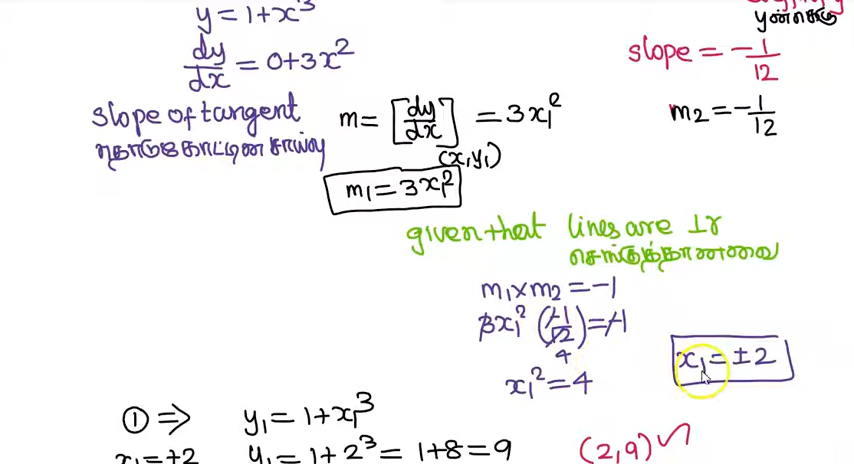 y = 1+x³
dy/dx = 0+3x²
slope = -1/12
slope of tangent
தொடுகோட்டின் சாய்வு
m = [dy/dx](x₁,y₁) = 3x₁²
m₂ = -1/12
m₁ = 3x₁²
given that lines are ⊥r
செங்குத்தானவை
m₁×m₂ = -1
3x₁² (-1/12) = -1
4
x₁² = 4
x₁ = ±2
① ⇒ y₁ = 1+x₁³
x₁ = +2 y₁ = 1+2³ = 1+8 = 9 (2,9)